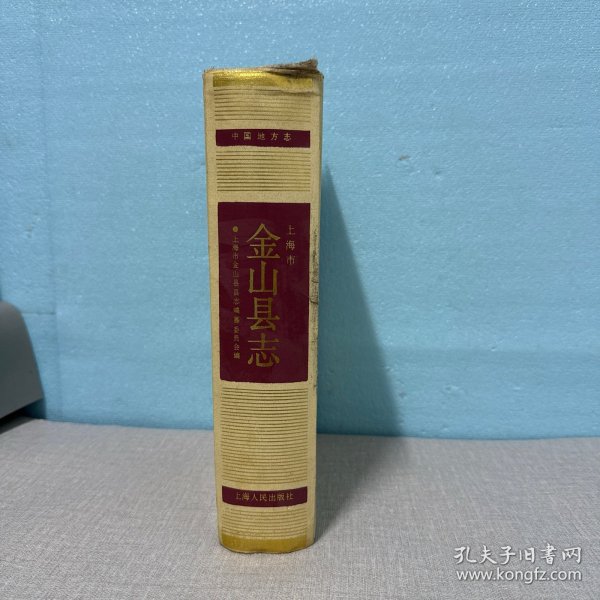 中国地方志
上海市
金山县志
上海市金山县县志编纂委员会编
上海人民出版社
孔夫子旧书网
www.kongfz.com